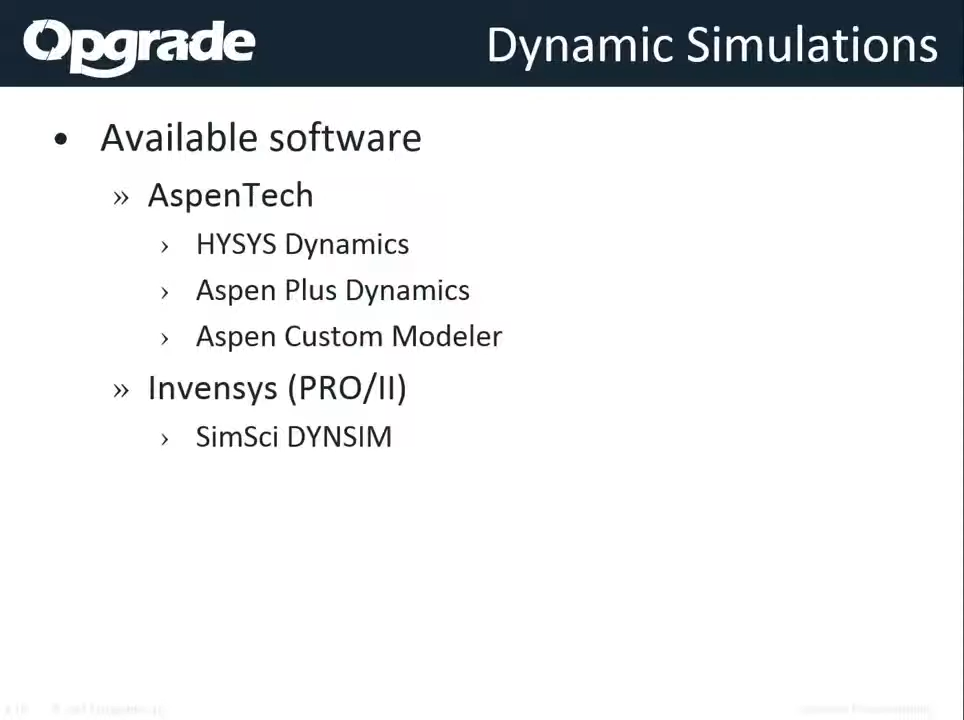 Opgrade
Dynamic Simulations
• Available software
» AspenTech
› HYSYS Dynamics
› Aspen Plus Dynamics
› Aspen Custom Modeler
» Invensys (PRO/II)
› SimSci DYNSIM